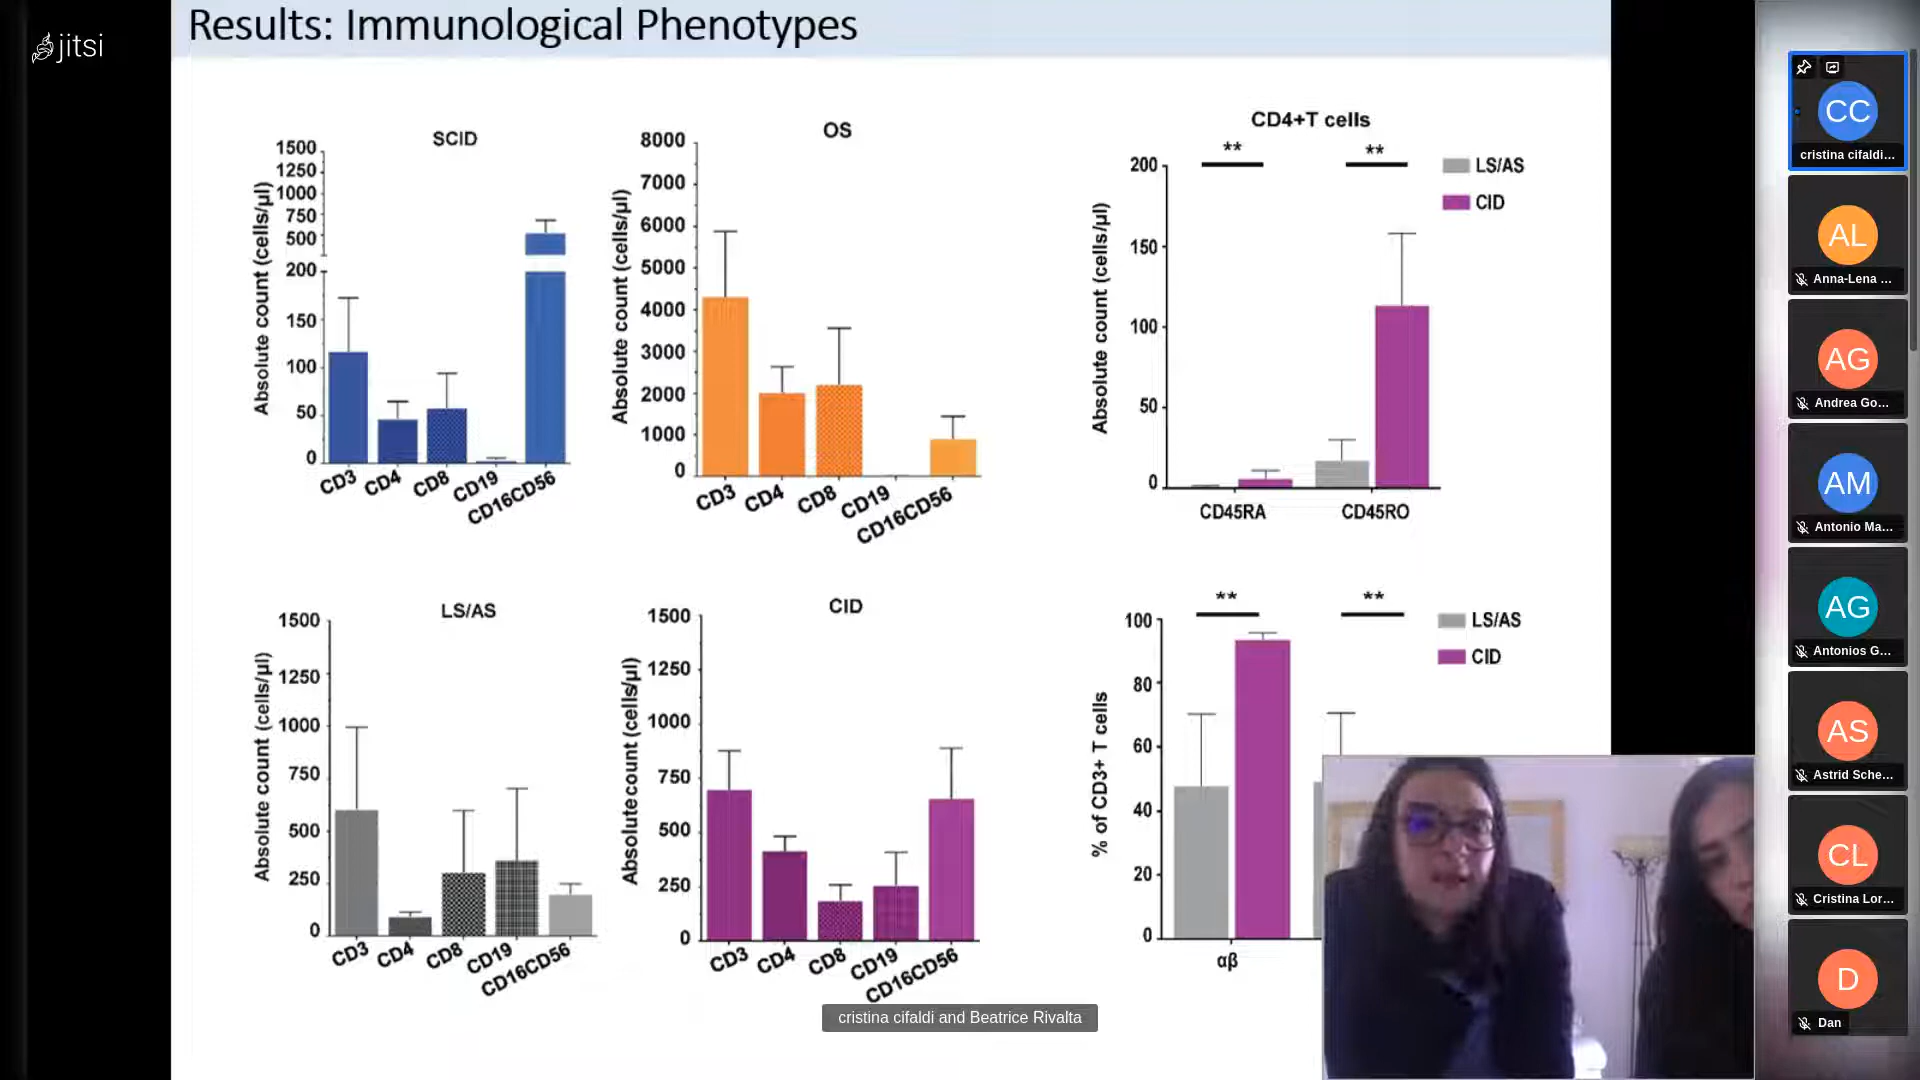 jitsi
Results: Immunological Phenotypes
SCID
Absolute count (cells/µl)
1500
1250
1000
750
500
200
150
100
50
0
CD3
CD4
CD8
CD19
CD16CD56
OS
Absolute count (cells/µl)
8000
7000
6000
5000
4000
3000
2000
1000
0
CD3
CD4
CD8
CD19
CD16CD56
CD4+T cells
** **
LS/AS
CID
Absolute count (cells/µl)
200
150
100
50
0
CD45RA
CD45RO
LS/AS
Absolute count (cells/µl)
1500
1250
1000
750
500
250
0
CD3
CD4
CD8
CD19
CD16CD56
CID
Absolutecount (cells/µl)
1500
1250
1000
750
500
250
0
CD3
CD4
CD8
CD19
CD16CD56
** **
LS/AS
CID
% of CD3+ T cells
100
80
60
40
20
0
αβ
cristina cifaldi and Beatrice Rivalta
CC
cristina cifaldi...
AL
Anna-Lena ...
AG
Andrea Go...
AM
Antonio Ma...
AG
Antonios G...
AS
Astrid Sche...
CL
Cristina Lor...
D
Dan